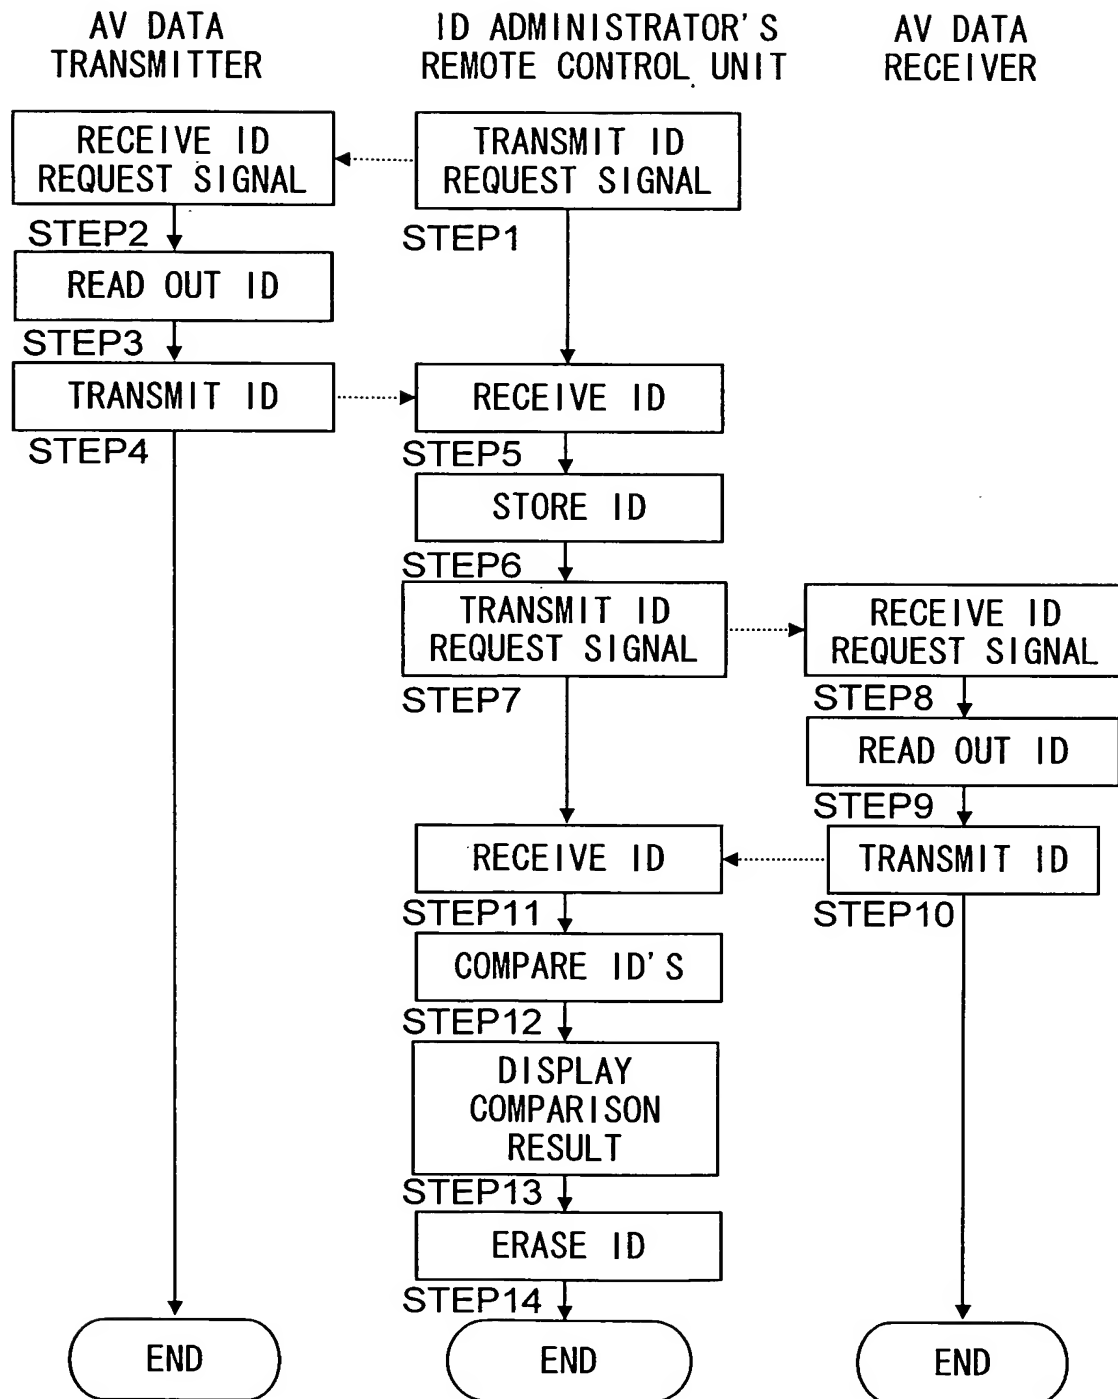 AV DATA
TRANSMITTER
ID ADMINISTRATOR'S
REMOTE CONTROL UNIT
AV DATA
RECEIVER
RECEIVE ID
REQUEST SIGNAL
TRANSMIT ID
REQUEST SIGNAL
STEP2
STEP1
READ OUT ID
STEP3
TRANSMIT ID
RECEIVE ID
STEP4
STEP5
STORE ID
STEP6
TRANSMIT ID
REQUEST SIGNAL
RECEIVE ID
REQUEST SIGNAL
STEP7
STEP8
READ OUT ID
STEP9
RECEIVE ID
TRANSMIT ID
STEP11
STEP10
COMPARE ID'S
STEP12
DISPLAY
COMPARISON
RESULT
STEP13
ERASE ID
STEP14
END
END
END